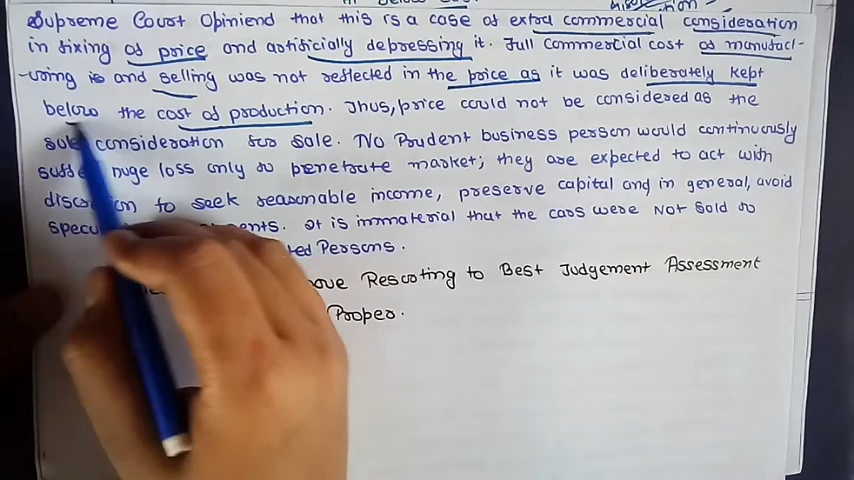 Supreme Court Opiniend that this is a case of extra commercial consideration
in fixing of price and artificially depressing it. Full commercial cost of manufact-
-uring is and selling was not reflected in the price as it was deliberately kept
below the cost of production. Thus, price could not be considered as the
sole consideration for sale. No Prudent business person would continuously
huge loss only to penetrate market; they are expected to act with
to seek reasonable income, preserve capital and in general, avoid
It is immaterial that the cars were Not Sold to
Persons.
Resorting to Best Judgement Assessment
Proper.